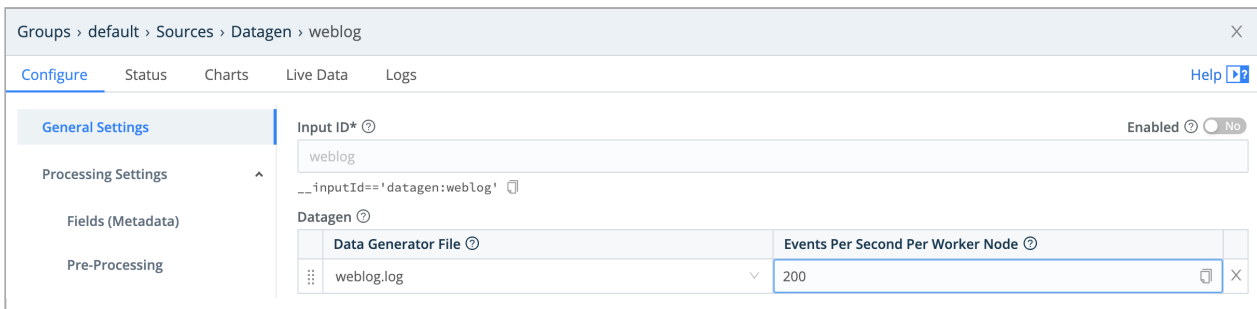 Groups › default › Sources › Datagen › weblog
Configure Status Charts Live Data Logs Help
General Settings
Processing Settings
Fields (Metadata)
Pre-Processing
Input ID* Enabled No
weblog
__inputId=='datagen:weblog'
Datagen
Data Generator File Events Per Second Per Worker Node
weblog.log 200